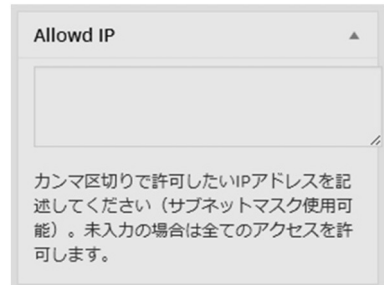 Allowd IP
カンマ区切りで許可したいIPアドレスを記
述してください（サブネットマスク使用可
能）。未入力の場合は全てのアクセスを許
可します。